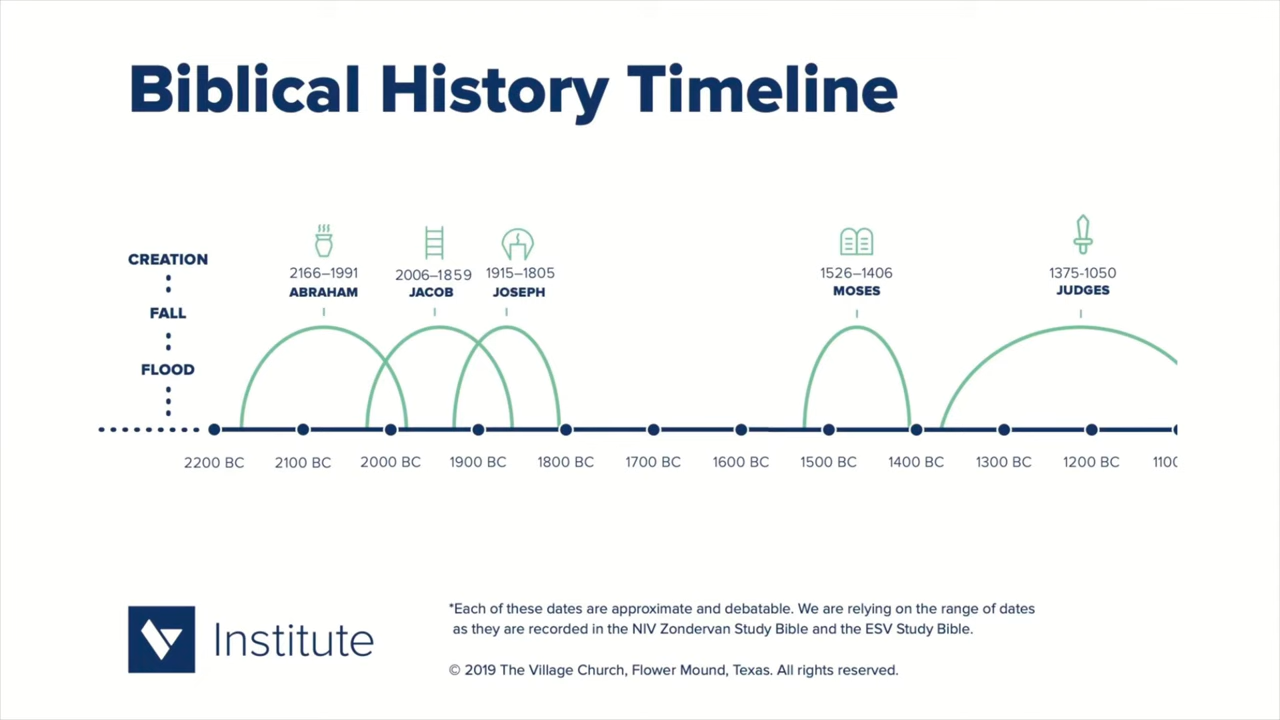 Biblical History Timeline
CREATION
FALL
FLOOD
2166–1991
ABRAHAM
2006–1859
JACOB
1915–1805
JOSEPH
1526–1406
MOSES
1375-1050
JUDGES
2200 BC
2100 BC
2000 BC
1900 BC
1800 BC
1700 BC
1600 BC
1500 BC
1400 BC
1300 BC
1200 BC
Institute
*Each of these dates are approximate and debatable. We are relying on the range of dates
as they are recorded in the NIV Zondervan Study Bible and the ESV Study Bible.
© 2019 The Village Church, Flower Mound, Texas. All rights reserved.